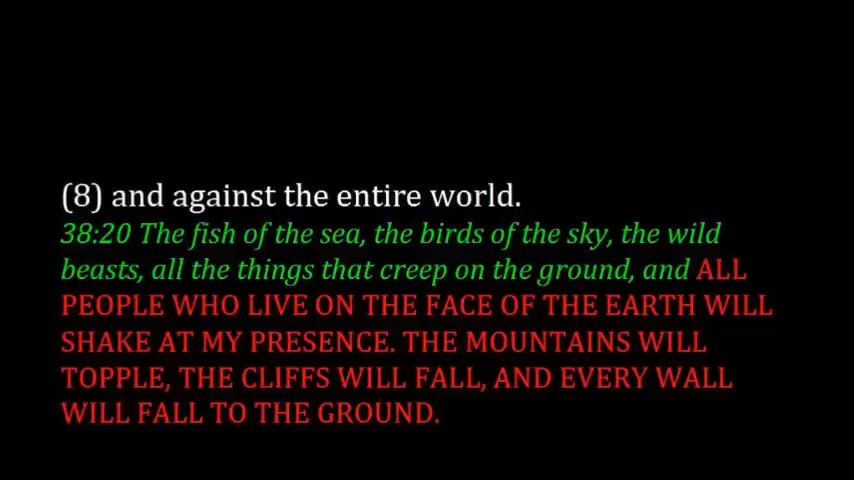 (8) and against the entire world.
38:20 The fish of the sea, the birds of the sky, the wild
beasts, all the things that creep on the ground, and ALL
PEOPLE WHO LIVE ON THE FACE OF THE EARTH WILL
SHAKE AT MY PRESENCE. THE MOUNTAINS WILL
TOPPLE, THE CLIFFS WILL FALL, AND EVERY WALL
WILL FALL TO THE GROUND.